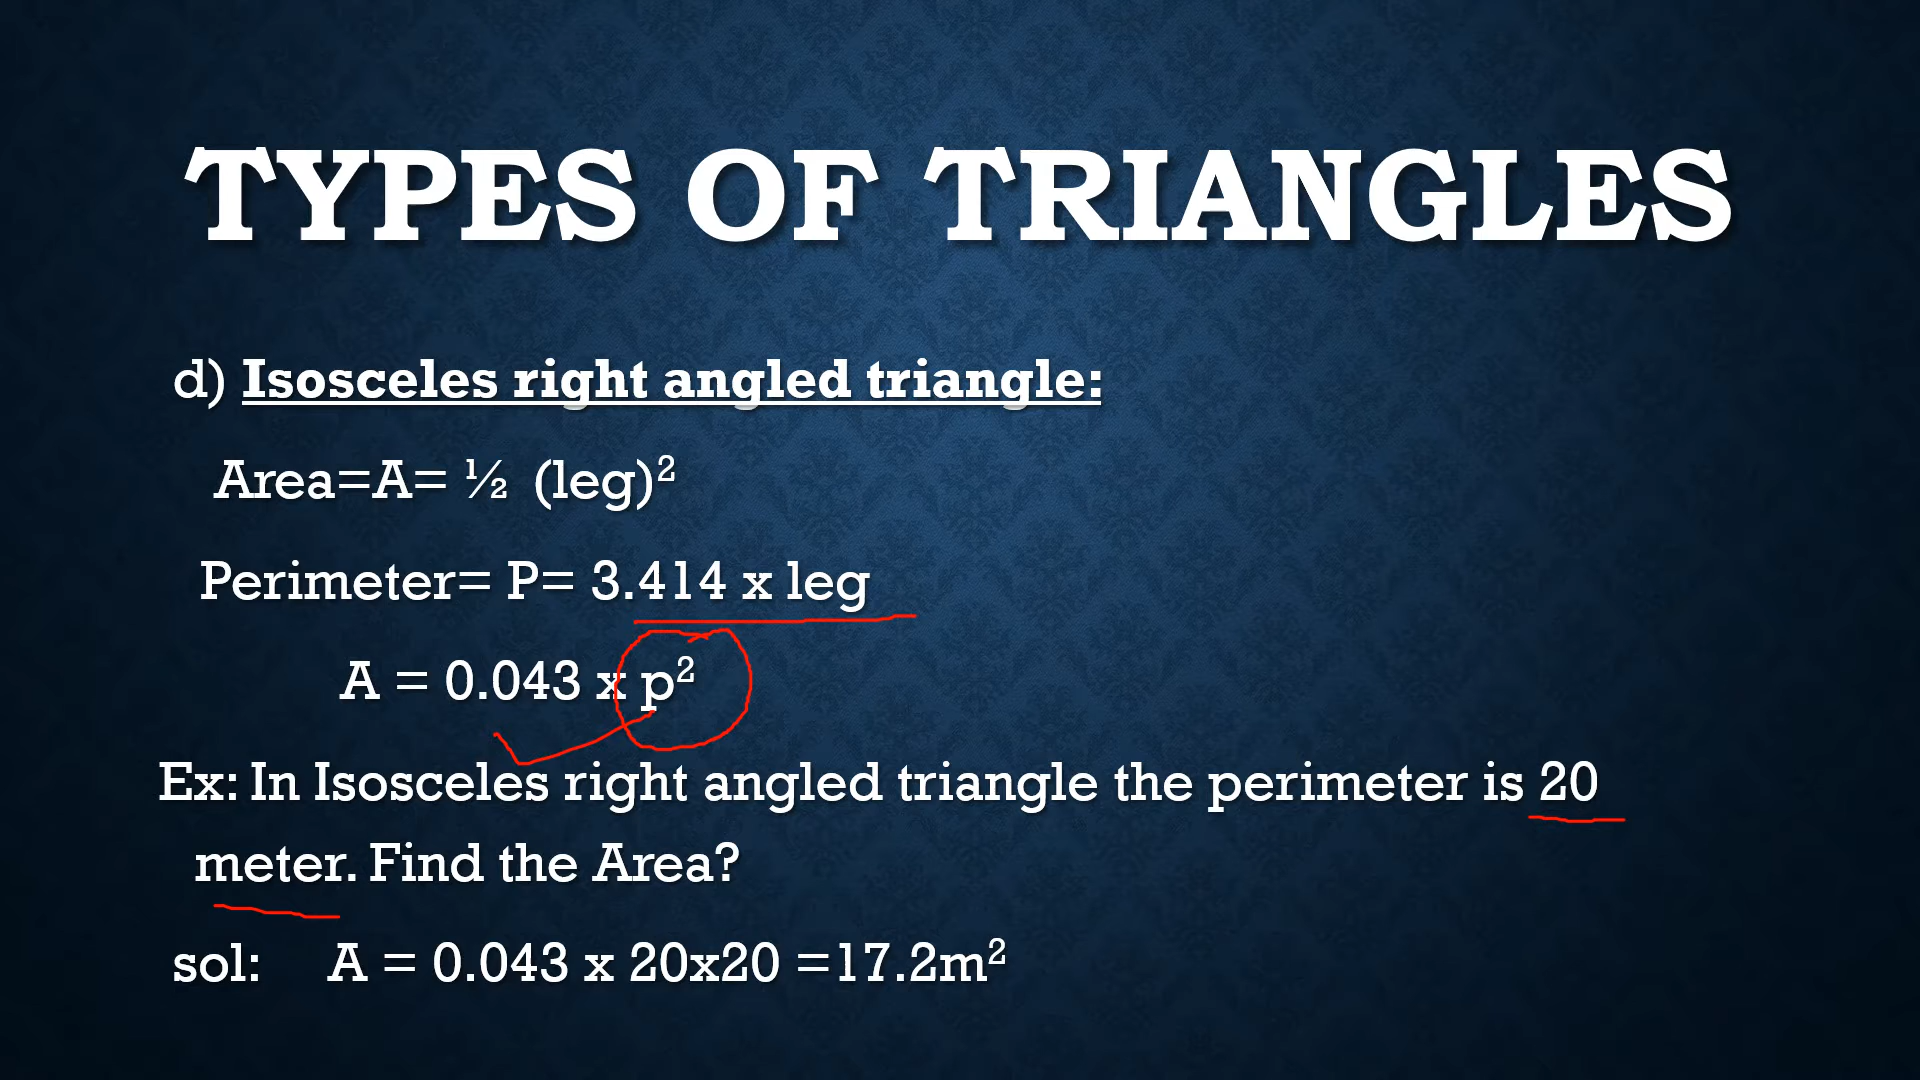 TYPES OF TRIANGLES
d) Isosceles right angled triangle:
Area=A= ½ (leg)²
Perimeter= P= 3.414 x leg
A = 0.043 x p²
Ex: In Isosceles right angled triangle the perimeter is 20
meter. Find the Area?
sol: A = 0.043 x 20x20 =17.2m²